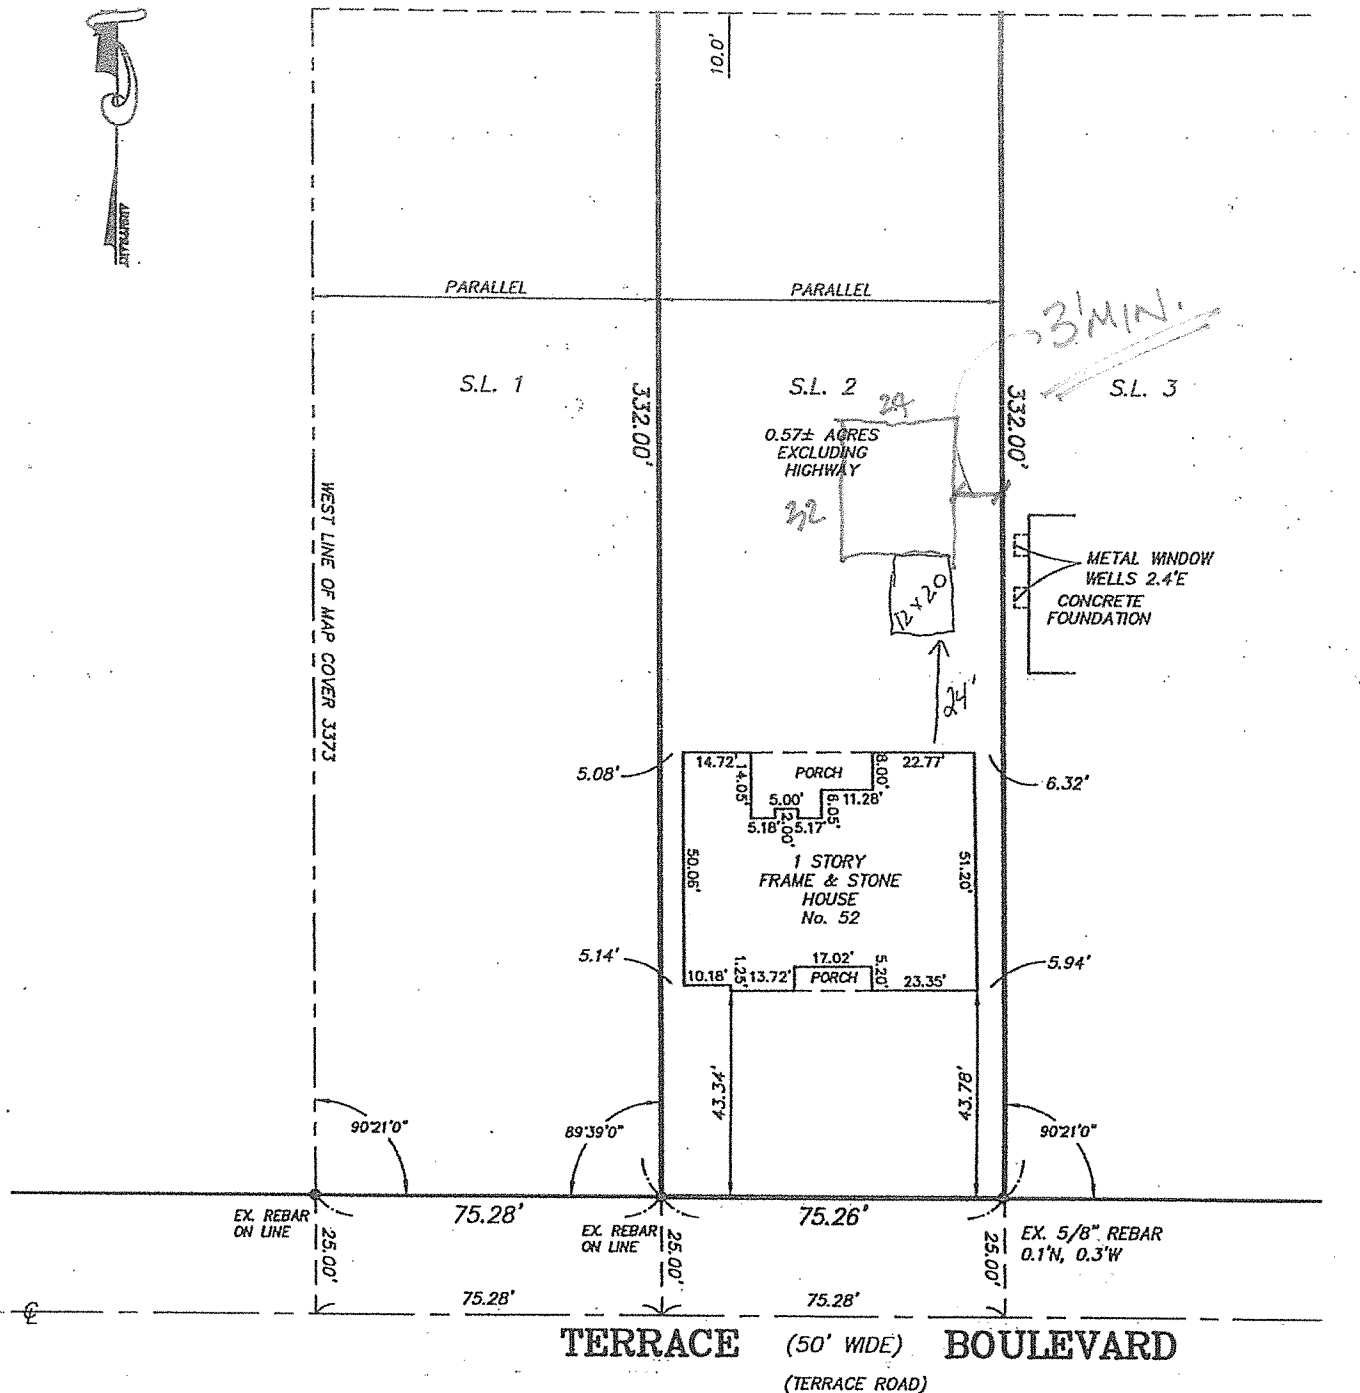 10.0'
PARALLEL
PARALLEL
3' MIN.
S.L. 1
S.L. 2
S.L. 3
332.00'
332.00'
24
0.57± ACRES
EXCLUDING
HIGHWAY
32
WEST LINE OF MAP COVER 3373
METAL WINDOW
WELLS 2.4'E
CONCRETE
FOUNDATION
12 x 20
24'
5.08'
14.72'
14.05'
PORCH
8.00'
22.77'
6.32'
5.00'
11.28'
6.05'
5.18'
2.00'
5.17'
50.06'
1 STORY
FRAME & STONE
HOUSE
No. 52
51.20'
5.14'
10.18'
1.25'
13.72'
17.02'
PORCH
5.20'
23.35'
5.94'
43.34'
43.78'
90°21'0"
89°39'0"
90°21'0"
EX. REBAR
ON LINE
25.00'
75.28'
EX. REBAR
ON LINE
25.00'
75.26'
25.00'
EX. 5/8" REBAR
0.1'N, 0.3'W
75.28'
75.28'
TERRACE (50' WIDE) BOULEVARD
(TERRACE ROAD)